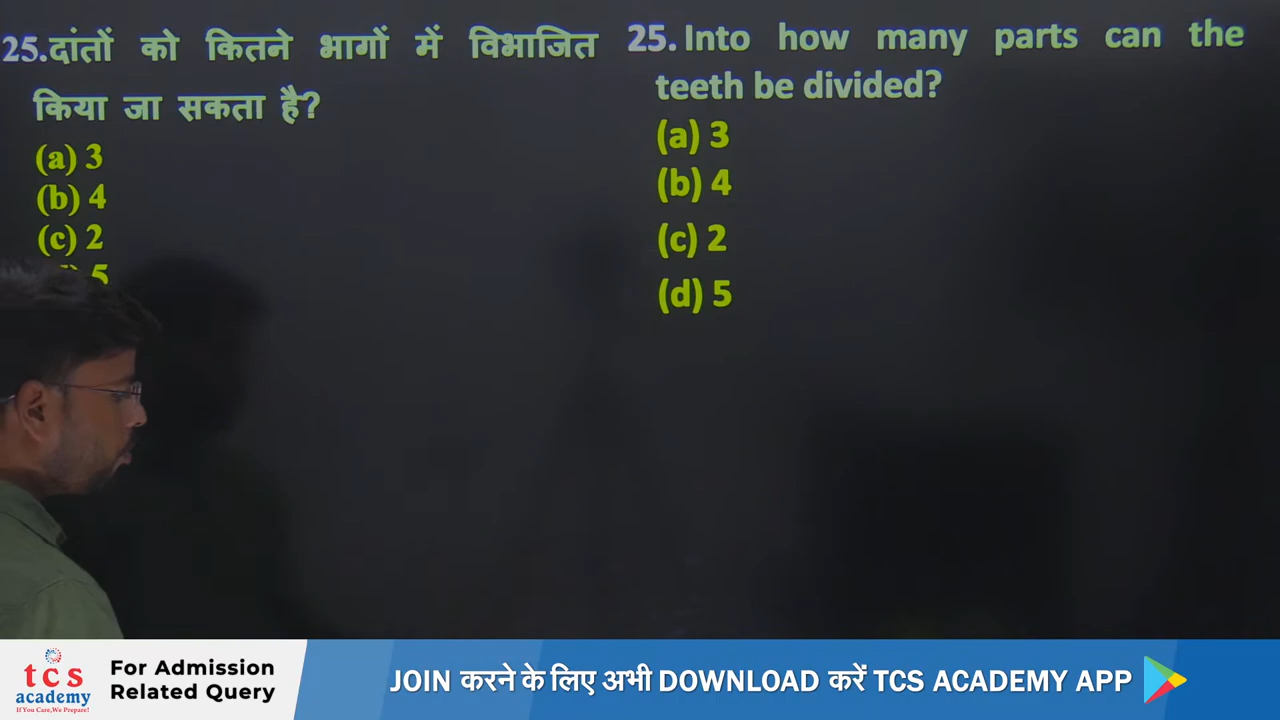 25.दांतों को कितने भागों में विभाजित
किया जा सकता है?
(a) 3
(b) 4
(c) 2
5
25. Into how many parts can the
teeth be divided?
(a) 3
(b) 4
(c) 2
(d) 5
tcs
academy
If You Care,We Prepare!
For Admission
Related Query
JOIN करने के लिए अभी DOWNLOAD करें TCS ACADEMY APP